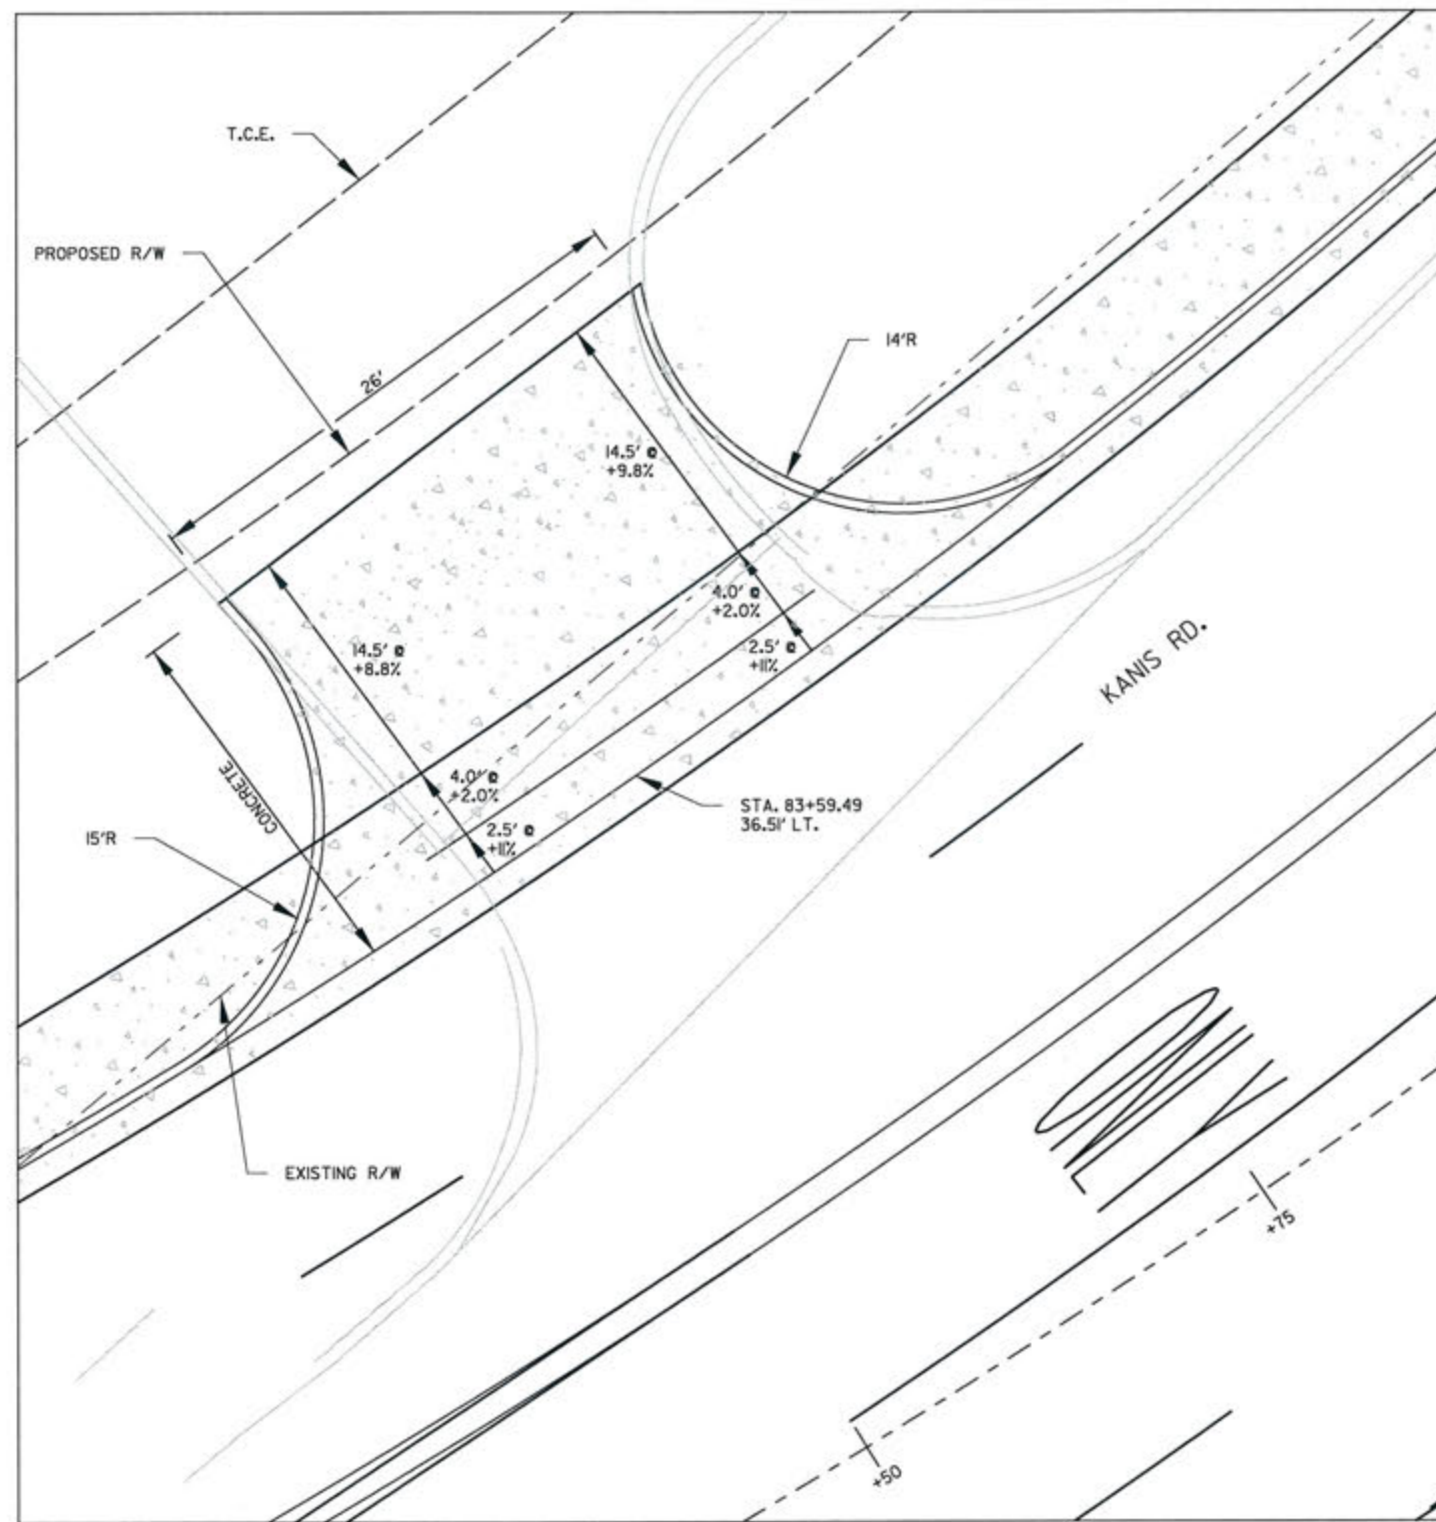 T.C.E.
PROPOSED R/W
26'
14'R
14.5' @
+9.8%
4.0' @
+2.0%
2.5' @
+11%
14.5' @
+8.8%
4.0' @
+2.0%
2.5' @
+11%
KANIS RD.
CONCRETE
15'R
STA. 83+59.49
36.51' LT.
EXISTING R/W
ONLY
+75
+50